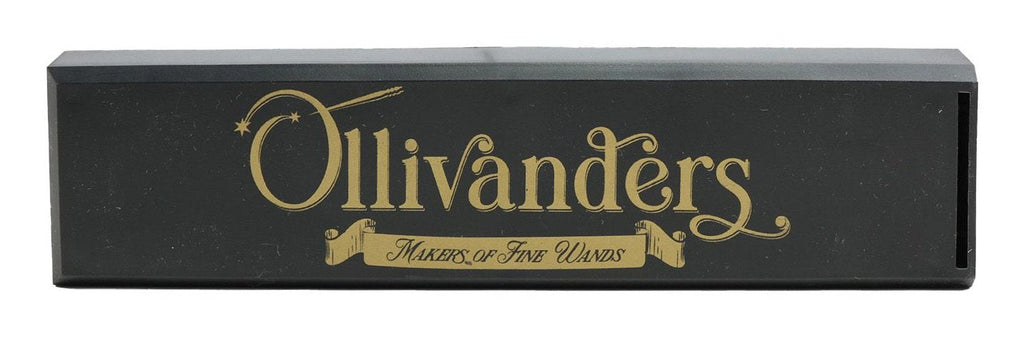 Ollivanders
Makers of Fine Wands